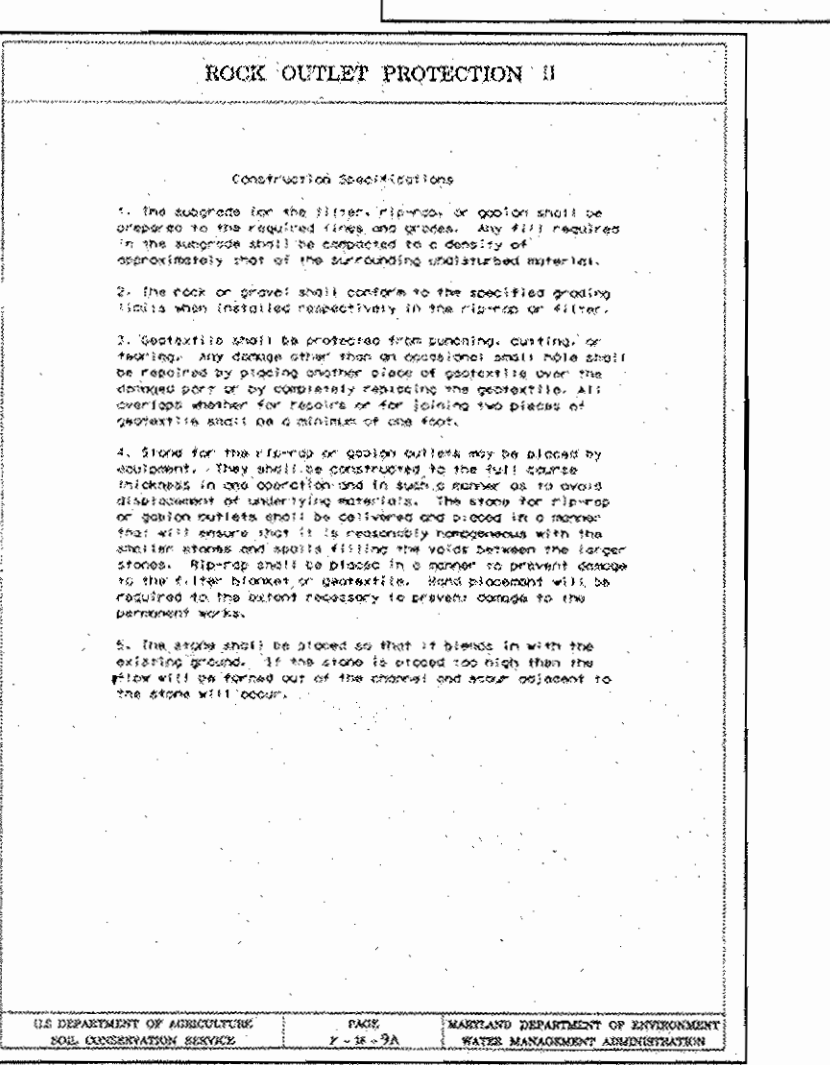 ROCK OUTLET PROTECTION II
Construction Specifications
1. The subgrade for the filter, rip-rap, or gabion shall be
prepared to the required lines and grades. Any fill required
in the subgrade shall be compacted to a density of
approximately that of the surrounding undisturbed material.
2. The rock or gravel shall conform to the specified grading
limits when installed respectively in the rip-rap or filter.
3. Geotextile shall be protected from punching, cutting, or
tearing. Any damage other than an occasional small hole shall
be repaired by placing another piece of geotextile over the
damaged part or by completely replacing the geotextile. All
overlaps whether for repairs or for joining two pieces of
geotextile shall be a minimum of one foot.
4. Stone for the rip-rap or gabion outlets may be placed by
equipment. They shall be constructed to the full course
thickness in one operation and in such a manner as to avoid
displacement of underlying materials. The stone for rip-rap
or gabion outlets shall be delivered and placed in a manner
that will ensure that it is reasonably homogeneous with the
smaller stones and spalls filling the voids between the larger
stones. Rip-rap shall be placed in a manner to prevent damage
to the filter blanket or geotextile. Hand placement will be
required to the extent necessary to prevent damage to the
permanent works.
5. The stone shall be placed so that it blends in with the
existing ground. If the stone is placed too high then the
flow will be forced out of the channel and scour adjacent to
the stone will occur.
U.S DEPARTMENT OF AGRICULTURE
SOIL CONSERVATION SERVICE
PAGE
F - 18 - 9A
MARYLAND DEPARTMENT OF ENVIRONMENT
WATER MANAGEMENT ADMINISTRATION